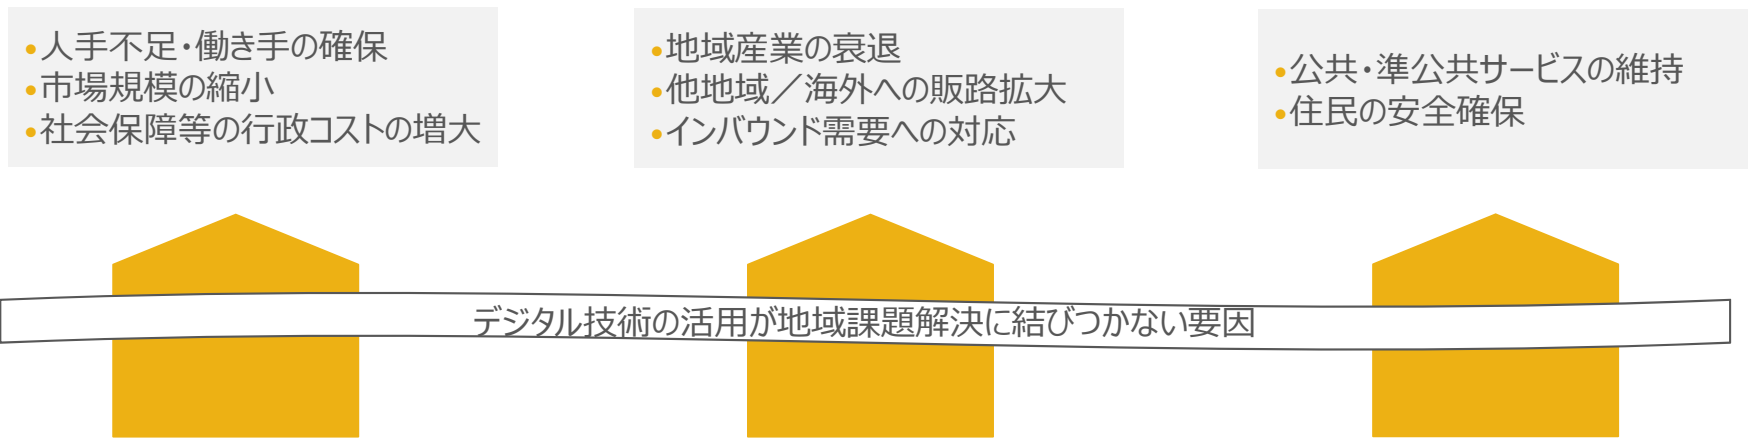 •人手不足・働き手の確保
•市場規模の縮小
•社会保障等の行政コストの増大
•地域産業の衰退
•他地域／海外への販路拡大
•インバウンド需要への対応
•公共・準公共サービスの維持
•住民の安全確保
デジタル技術の活用が地域課題解決に結びつかない要因